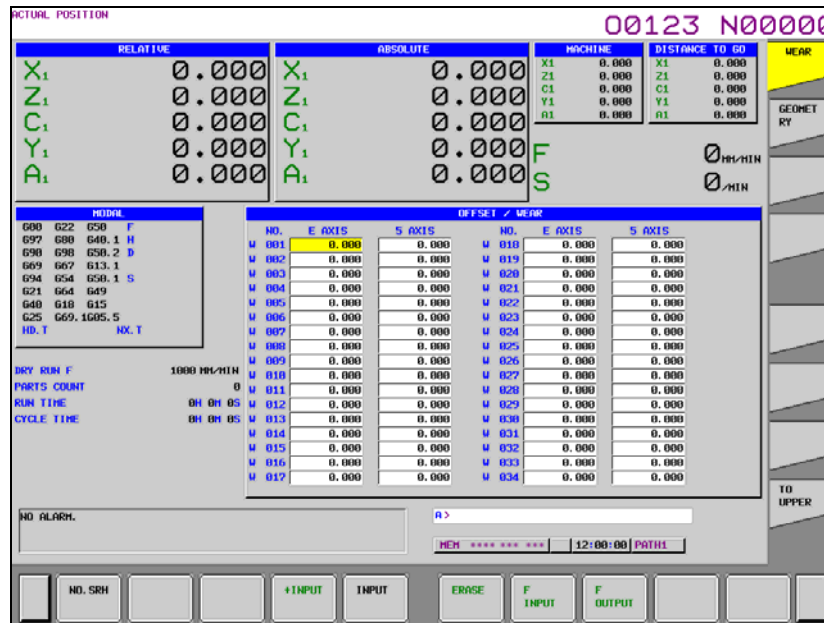 ACTUAL POSITION
O0123 N00000
RELATIVE
X1 0.000
Z1 0.000
C1 0.000
Y1 0.000
A1 0.000
ABSOLUTE
X1 0.000
Z1 0.000
C1 0.000
Y1 0.000
A1 0.000
MACHINE
X1 0.000
Z1 0.000
C1 0.000
Y1 0.000
A1 0.000
DISTANCE TO GO
X1 0.000
Z1 0.000
C1 0.000
Y1 0.000
A1 0.000
F 0MM/MIN
S 0/MIN
WEAR
GEOMET
RY
TO
UPPER
MODAL
G00 G22 G50 F
G97 G80 G40.1 H
G90 G98 G50.2 D
G69 G67 G13.1
G94 G54 G50.1 S
G21 G64 G49
G40 G18 G15
G25 G69.1G05.5
HD.T NX.T
DRY RUN F 1000 MM/MIN
PARTS COUNT 0
RUN TIME 0H 0M 0S
CYCLE TIME 0H 0M 0S
OFFSET / WEAR
NO. E AXIS 5 AXIS NO. E AXIS 5 AXIS
W 001 0.000 0.000 W 018 0.000 0.000
W 002 0.000 0.000 W 019 0.000 0.000
W 003 0.000 0.000 W 020 0.000 0.000
W 004 0.000 0.000 W 021 0.000 0.000
W 005 0.000 0.000 W 022 0.000 0.000
W 006 0.000 0.000 W 023 0.000 0.000
W 007 0.000 0.000 W 024 0.000 0.000
W 008 0.000 0.000 W 025 0.000 0.000
W 009 0.000 0.000 W 026 0.000 0.000
W 010 0.000 0.000 W 027 0.000 0.000
W 011 0.000 0.000 W 028 0.000 0.000
W 012 0.000 0.000 W 029 0.000 0.000
W 013 0.000 0.000 W 030 0.000 0.000
W 014 0.000 0.000 W 031 0.000 0.000
W 015 0.000 0.000 W 032 0.000 0.000
W 016 0.000 0.000 W 033 0.000 0.000
W 017 0.000 0.000 W 034 0.000 0.000
NO ALARM.
A>
MEM **** *** *** 12:00:00 PATH1
NO.SRH
+INPUT
INPUT
ERASE
F
INPUT
F
OUTPUT